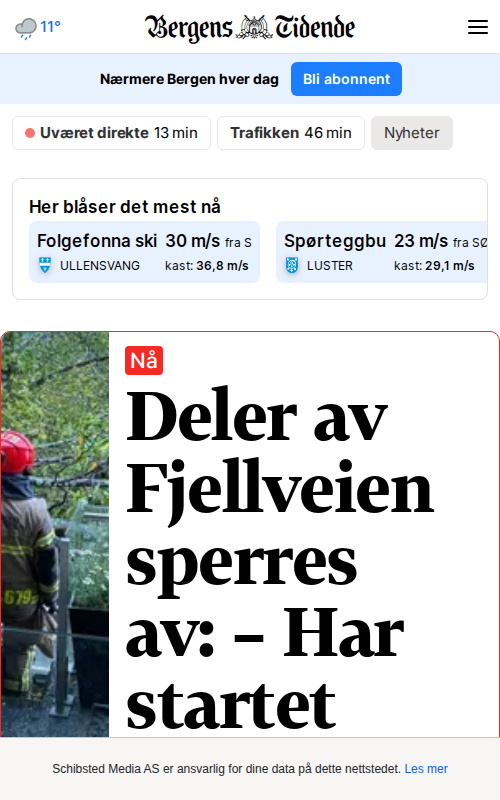 11°
Bergens Tidende
Nærmere Bergen hver dag
Bli abonnent
Uværet direkte 13 min
Trafikken 46 min
Nyheter
Her blåser det mest nå
Folgefonna ski 30 m/s fra S
ULLENSVANG kast: 36,8 m/s
Spørteggbu 23 m/s fra SØ
LUSTER kast: 29,1 m/s
Nå
Deler av
Fjellveien
sperres
av: – Har
startet
679
Schibsted Media AS er ansvarlig for dine data på dette nettstedet. Les mer